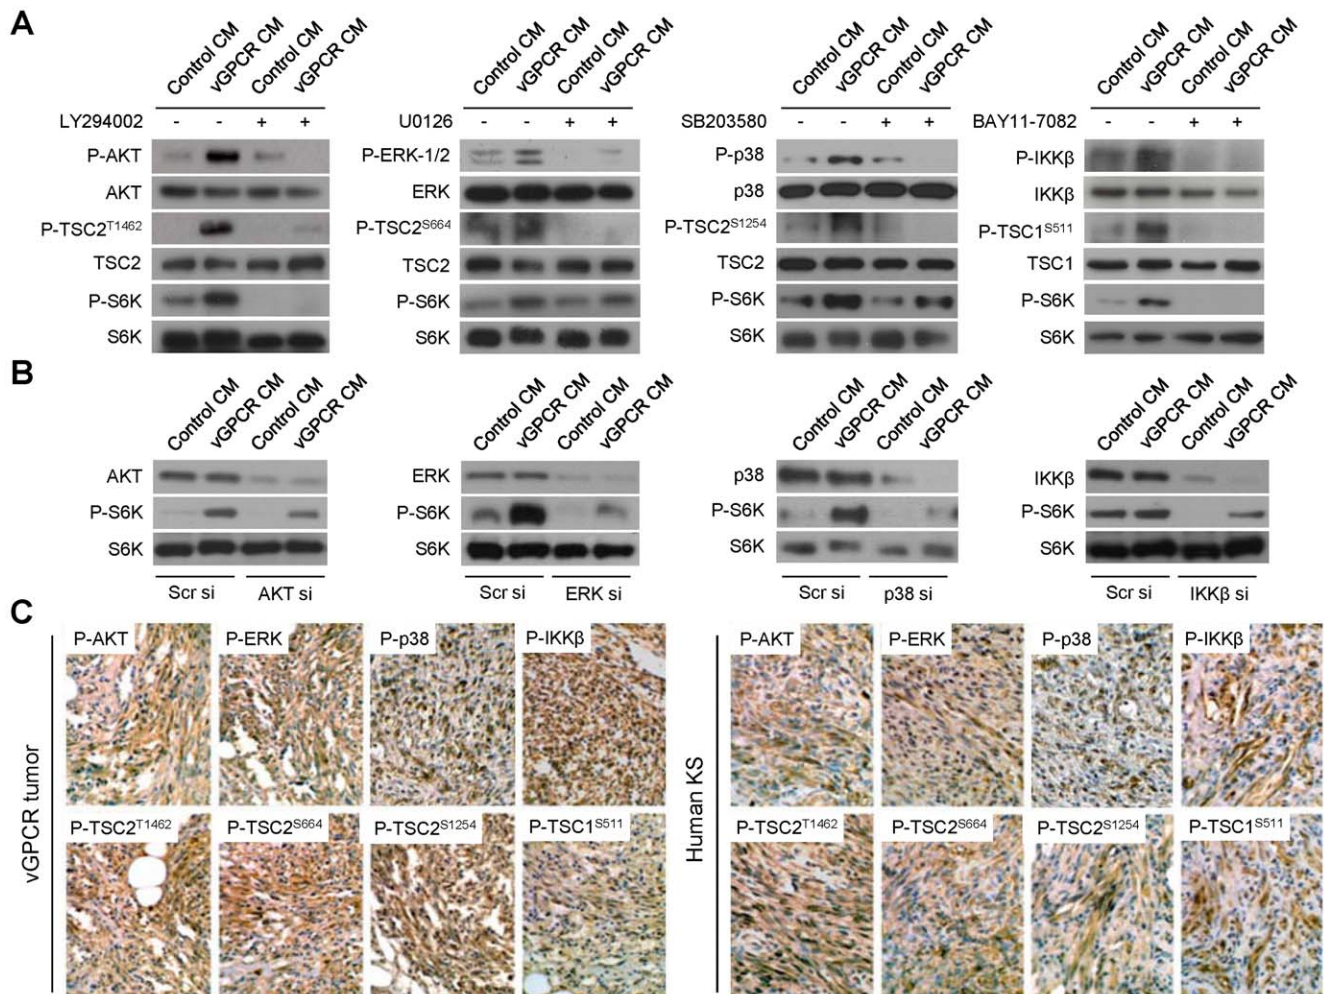 A
Control CM vGPCR CM Control CM vGPCR CM
LY294002 - - + +
P-AKT
AKT
P-TSC2T1462
TSC2
P-S6K
S6K
Control CM vGPCR CM Control CM vGPCR CM
U0126 - - + +
P-ERK-1/2
ERK
P-TSC2S664
TSC2
P-S6K
S6K
Control CM vGPCR CM Control CM vGPCR CM
SB203580 - - + +
P-p38
p38
P-TSC2S1254
TSC2
P-S6K
S6K
Control CM vGPCR CM Control CM vGPCR CM
BAY11-7082 - - + +
P-IKKβ
IKKβ
P-TSC1S511
TSC1
P-S6K
S6K
B
Control CM vGPCR CM Control CM vGPCR CM
AKT
P-S6K
S6K
Scr si AKT si
Control CM vGPCR CM Control CM vGPCR CM
ERK
P-S6K
S6K
Scr si ERK si
Control CM vGPCR CM Control CM vGPCR CM
p38
P-S6K
S6K
Scr si p38 si
Control CM vGPCR CM Control CM vGPCR CM
IKKβ
P-S6K
S6K
Scr si IKKβ si
C
vGPCR tumor
P-AKT P-ERK P-p38 P-IKKβ
P-TSC2T1462 P-TSC2S664 P-TSC2S1254 P-TSC1S511
Human KS
P-AKT P-ERK P-p38 P-IKKβ
P-TSC2T1462 P-TSC2S664 P-TSC2S1254 P-TSC1S511